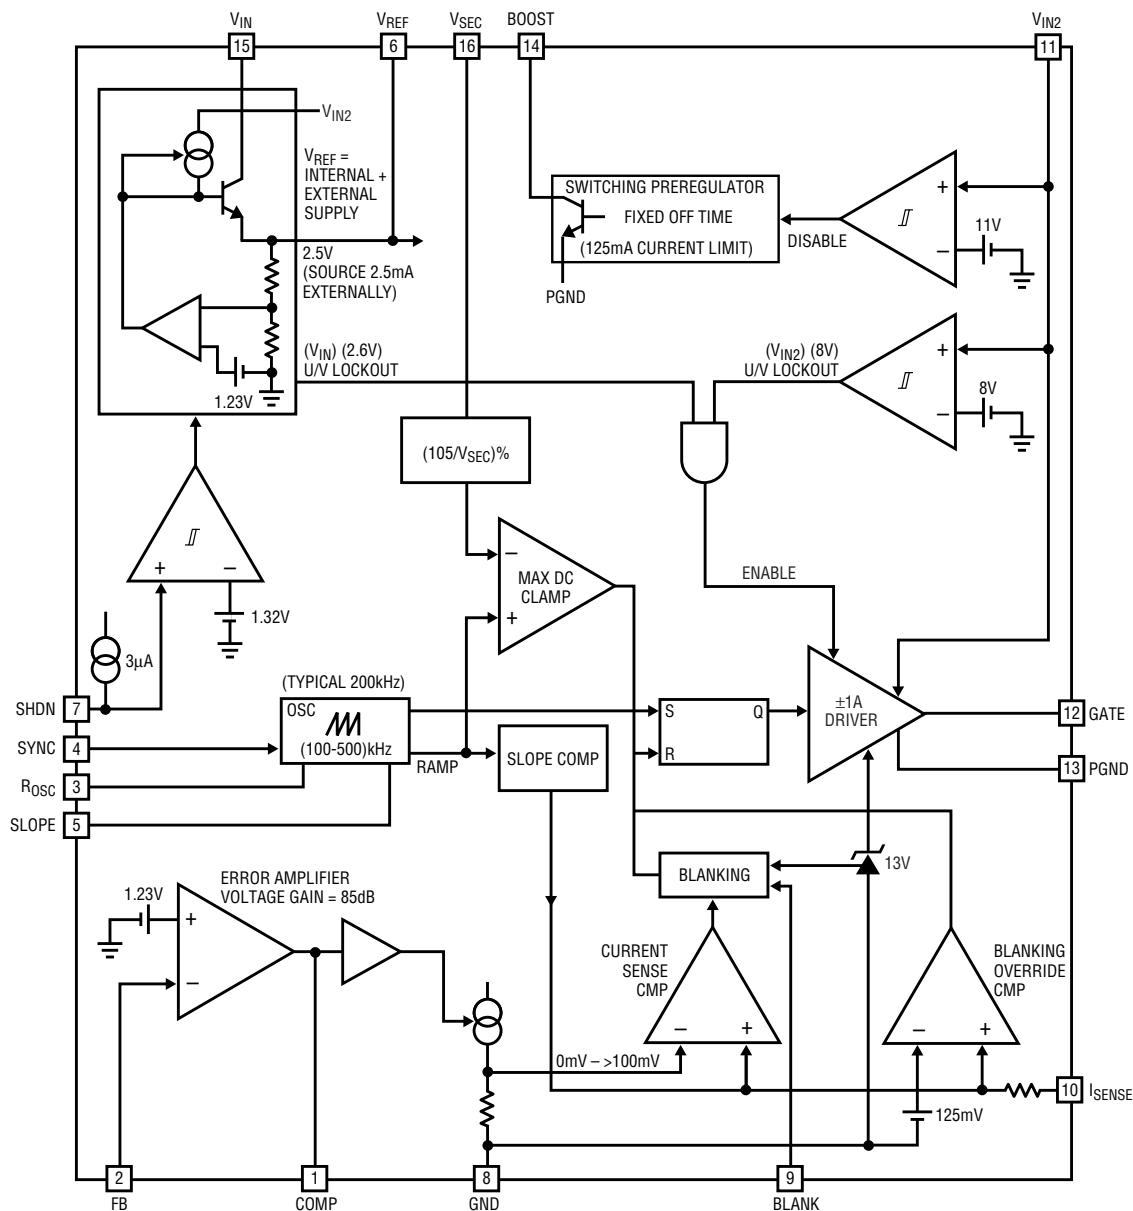 VIN
VREF
VSEC
BOOST
VIN2
15
6
16
14
11
VIN2
VREF =
INTERNAL +
EXTERNAL
SUPPLY
2.5V
(SOURCE 2.5mA
EXTERNALLY)
1.23V
SWITCHING PREREGULATOR
FIXED OFF TIME
(125mA CURRENT LIMIT)
PGND
DISABLE
+
–
11V
(VIN) (2.6V)
U/V LOCKOUT
(VIN2) (8V)
U/V LOCKOUT
+
–
8V
(105/VSEC)%
+
–
1.32V
–
+
MAX DC
CLAMP
ENABLE
3µA
SHDN
7
SYNC
4
ROSC
3
SLOPE
5
(TYPICAL 200kHz)
OSC
(100-500)kHz
RAMP
SLOPE COMP
S
Q
R
±1A
DRIVER
12
GATE
13
PGND
BLANKING
13V
ERROR AMPLIFIER
VOLTAGE GAIN = 85dB
1.23V
+
–
CURRENT
SENSE
CMP
–
+
BLANKING
OVERRIDE
CMP
–
+
0mV – >100mV
10
ISENSE
125mV
2
1
8
9
FB
COMP
GND
BLANK